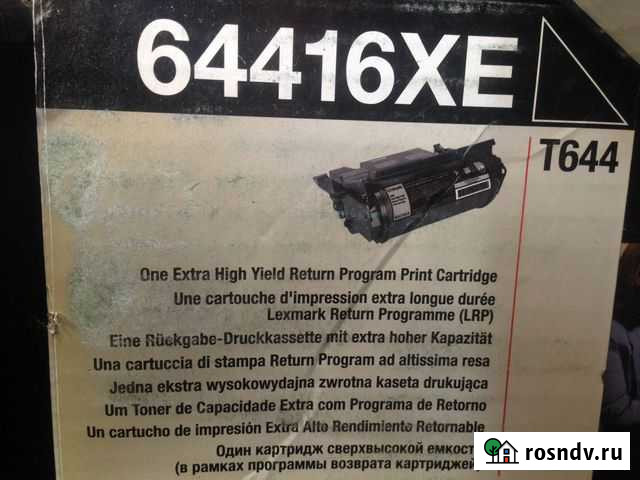 64416XE
T644
One Extra High Yield Return Program Print Cartridge
Une cartouche d'impression extra longue durée
Lexmark Return Programme (LRP)
Eine Rückgabe-Druckkassette mit extra hoher Kapazität
Una cartuccia di stampa Return Program ad altissima resa
Jedna ekstra wysokowydajna zwrotna kaseta drukująca
Um Toner de Capacidade Extra com Programa de Retorno
Un cartucho de impresión Extra Alto Rendimiento Retornable
Один картридж сверхвысокой емкост
(в рамках программы возврата картриджей
rosndv.ru